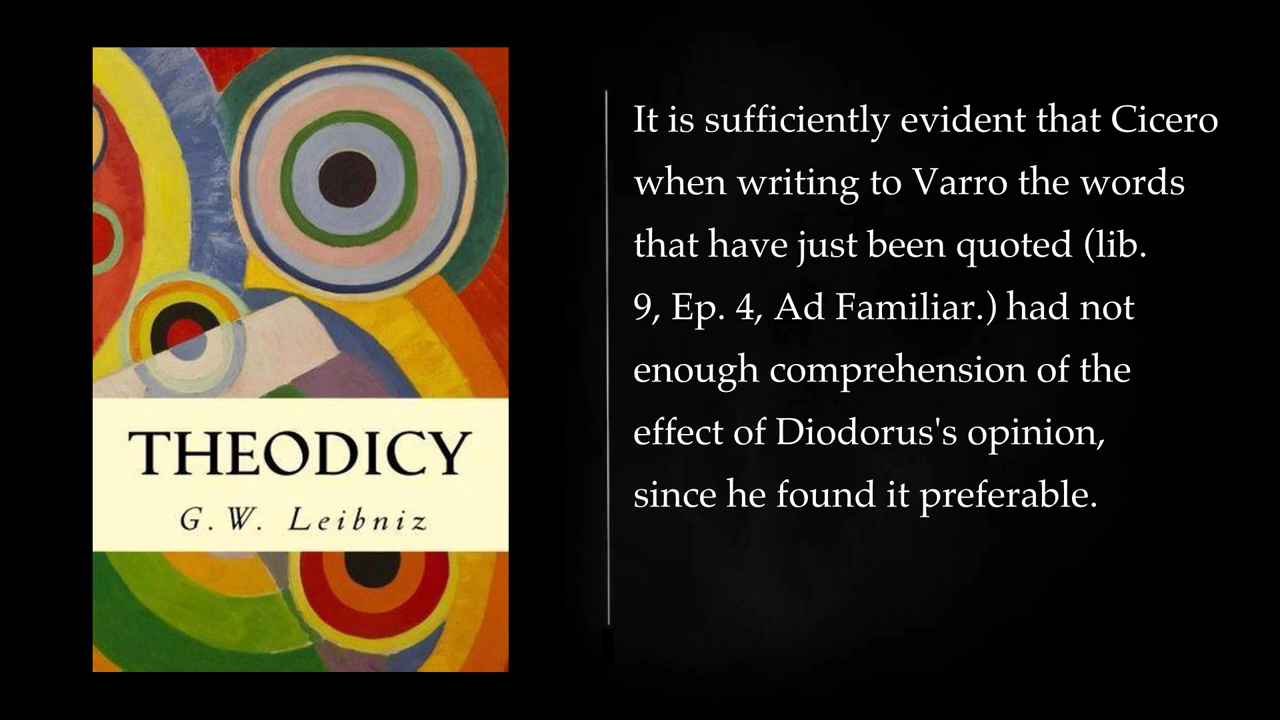 THEODICY
G. W. Leibniz
It is sufficiently evident that Cicero
when writing to Varro the words
that have just been quoted (lib.
9, Ep. 4, Ad Familiar.) had not
enough comprehension of the
effect of Diodorus's opinion,
since he found it preferable.